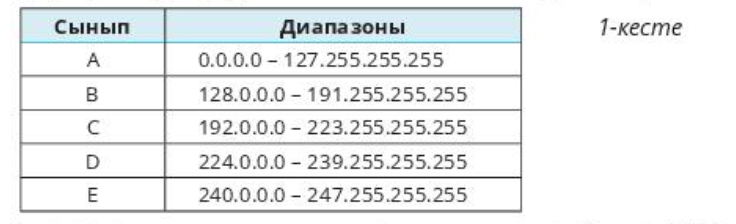 Сынып Диапазоны 1-кесте
A 0.0.0.0 – 127.255.255.255
B 128.0.0.0 – 191.255.255.255
C 192.0.0.0 – 223.255.255.255
D 224.0.0.0 – 239.255.255.255
E 240.0.0.0 – 247.255.255.255